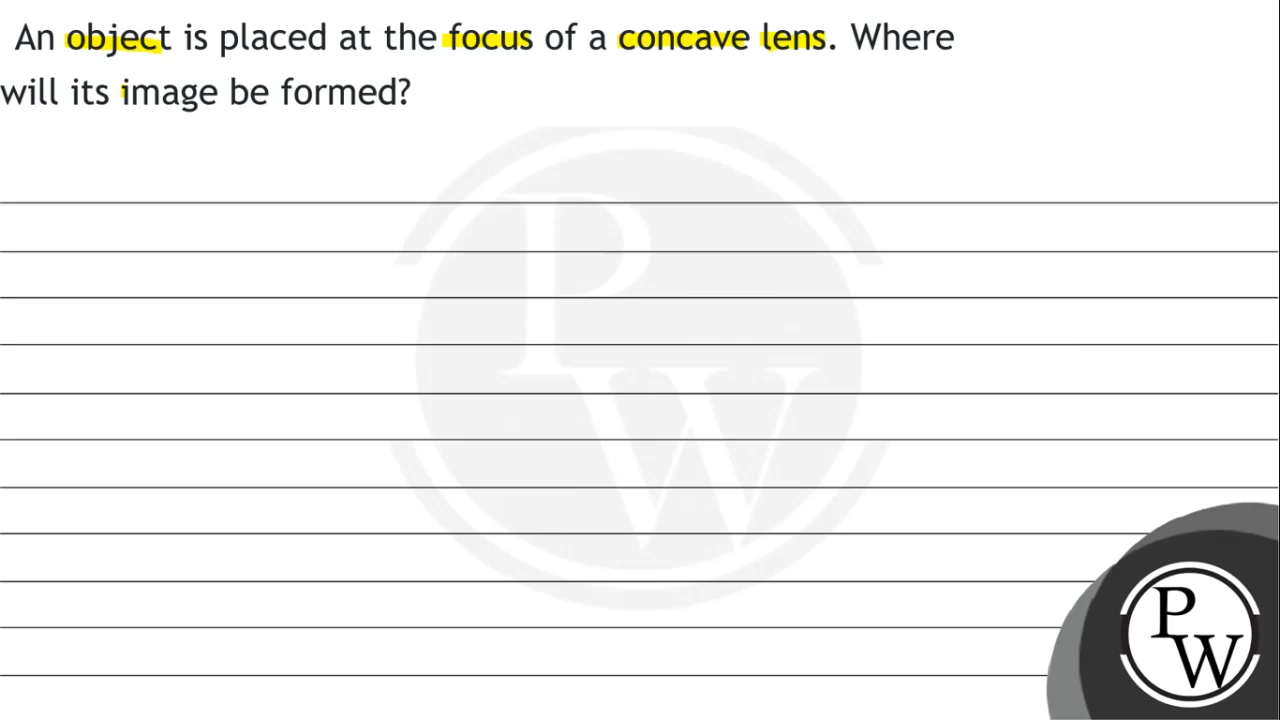 An object is placed at the focus of a concave lens. Where
will its image be formed?
P
W
P
W